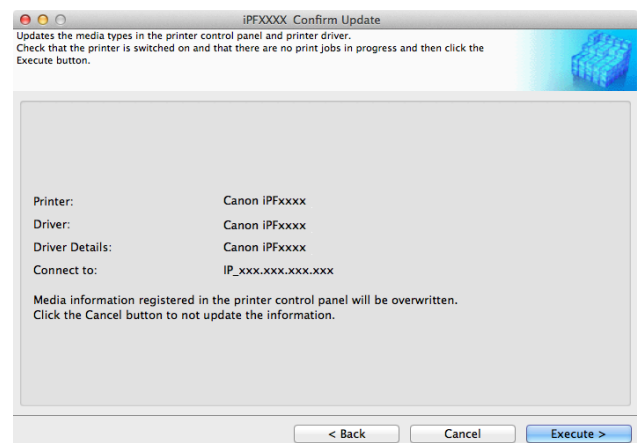 iPFXXXX Confirm Update
Updates the media types in the printer control panel and printer driver.
Check that the printer is switched on and that there are no print jobs in progress and then click the
Execute button.
Printer: Canon iPFxxxx
Driver: Canon iPFxxxx
Driver Details: Canon iPFxxxx
Connect to: IP_xxx.xxx.xxx.xxx
Media information registered in the printer control panel will be overwritten.
Click the Cancel button to not update the information.
< Back Cancel Execute >